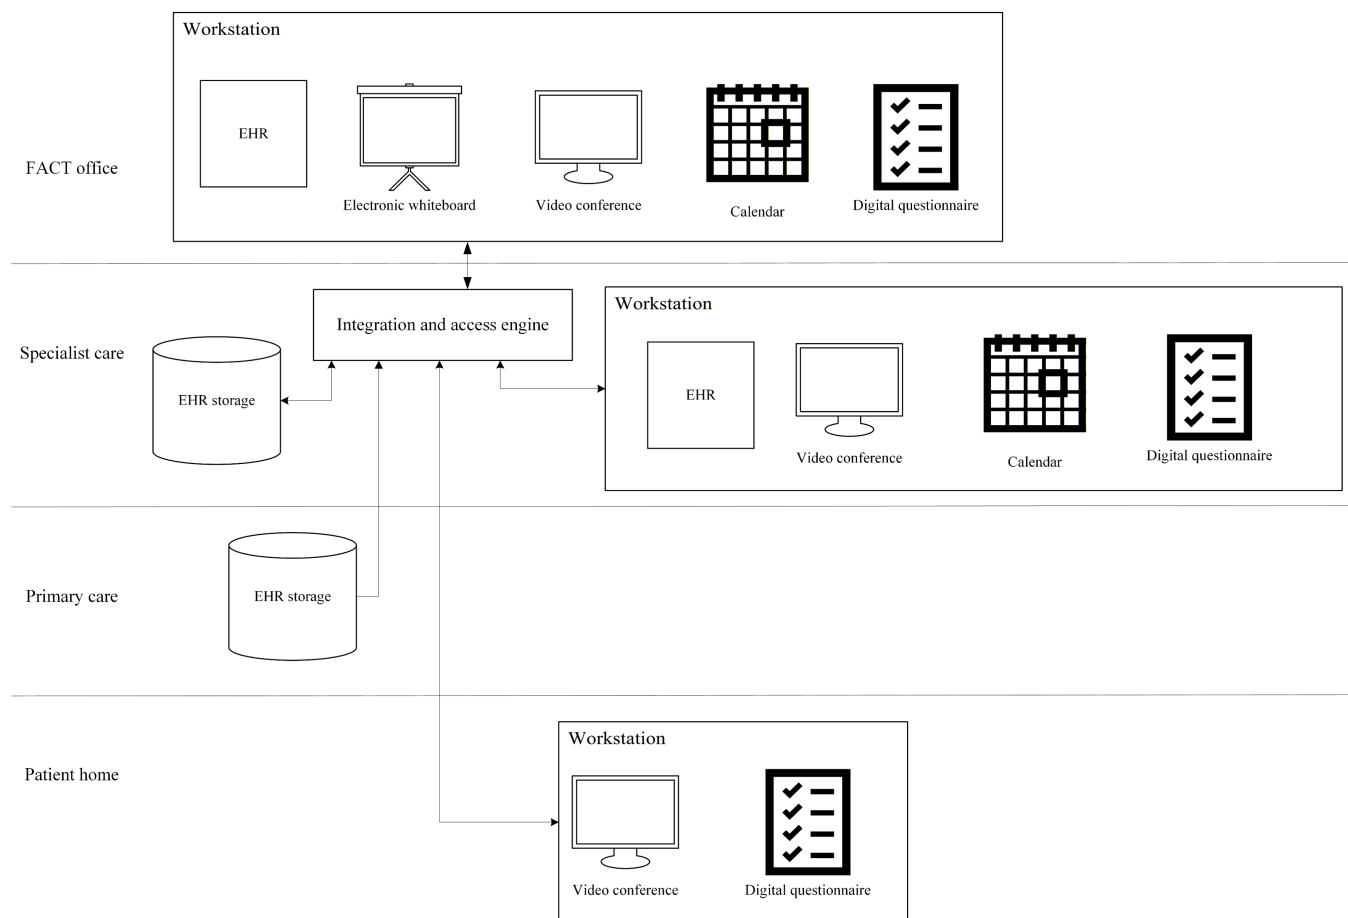 Workstation
EHR
FACT office
Electronic whiteboard
Video conference
Calendar
Digital questionnaire
Workstation
Integration and access engine
Specialist care
EHR storage
EHR
Video conference
Calendar
Digital questionnaire
Primary care
EHR storage
Workstation
Patient home
Video conference
Digital questionnaire